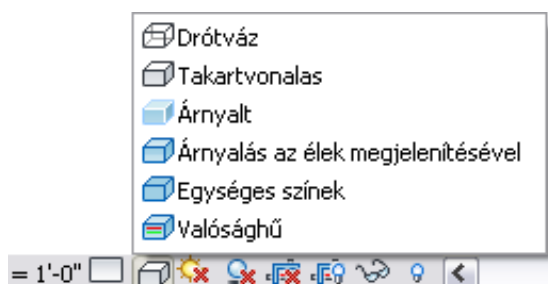 Drótváz
Takartvonalas
Árnyalt
Árnyalás az élek megjelenítésével
Egységes színek
Valósághű
= 1'-0"